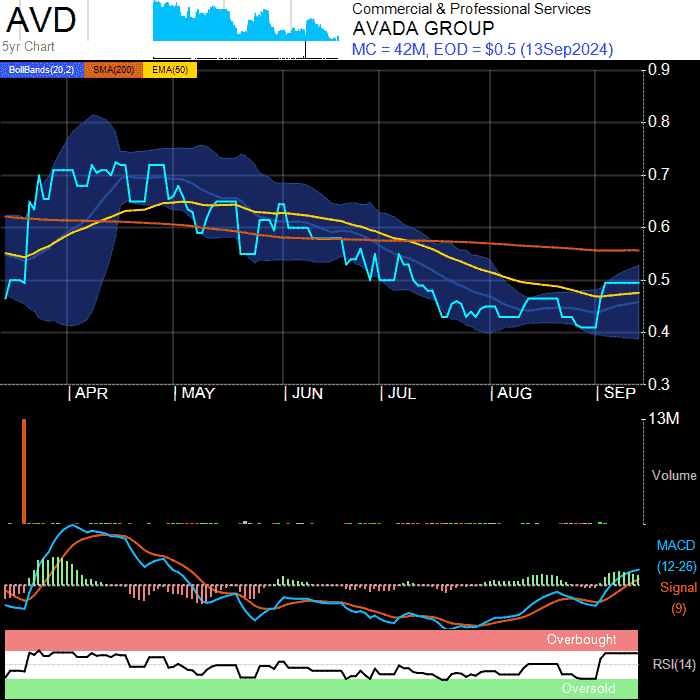 AVD
5yr Chart
Commercial & Professional Services
AVADA GROUP
MC = 42M, EOD = $0.5 (13Sep2024)
BollBands(20,2) SMA(200) EMA(50)
0.9
0.8
0.7
0.6
0.5
0.4
0.3
APR MAY JUN JUL AUG SEP
13M
Volume
MACD
(12-26)
Signal
(9)
Overbought
RSI(14)
Oversold